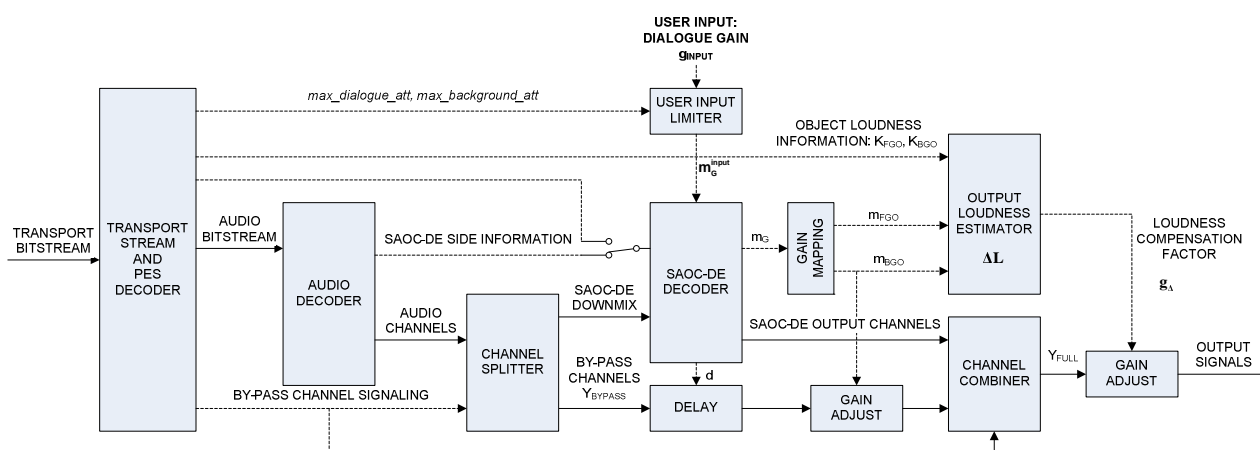 USER INPUT:
DIALOGUE GAIN
gINPUT
max_dialogue_att, max_background_att
USER INPUT
LIMITER
OBJECT LOUDNESS
INFORMATION: KFGO, KBGO
mGinput
TRANSPORT
BITSTREAM
TRANSPORT
STREAM
AND
PES
DECODER
AUDIO
BITSTREAM
AUDIO
DECODER
SAOC-DE SIDE INFORMATION
SAOC-DE
DECODER
mG
GAIN
MAPPING
mFGO
mBGO
OUTPUT
LOUDNESS
ESTIMATOR
ΔL
LOUDNESS
COMPENSATION
FACTOR
gΔ
AUDIO
CHANNELS
CHANNEL
SPLITTER
SAOC-DE
DOWNMIX
SAOC-DE OUTPUT CHANNELS
BY-PASS
CHANNELS
YBYPASS
d
DELAY
GAIN
ADJUST
CHANNEL
COMBINER
YFULL
GAIN
ADJUST
OUTPUT
SIGNALS
BY-PASS CHANNEL SIGNALING